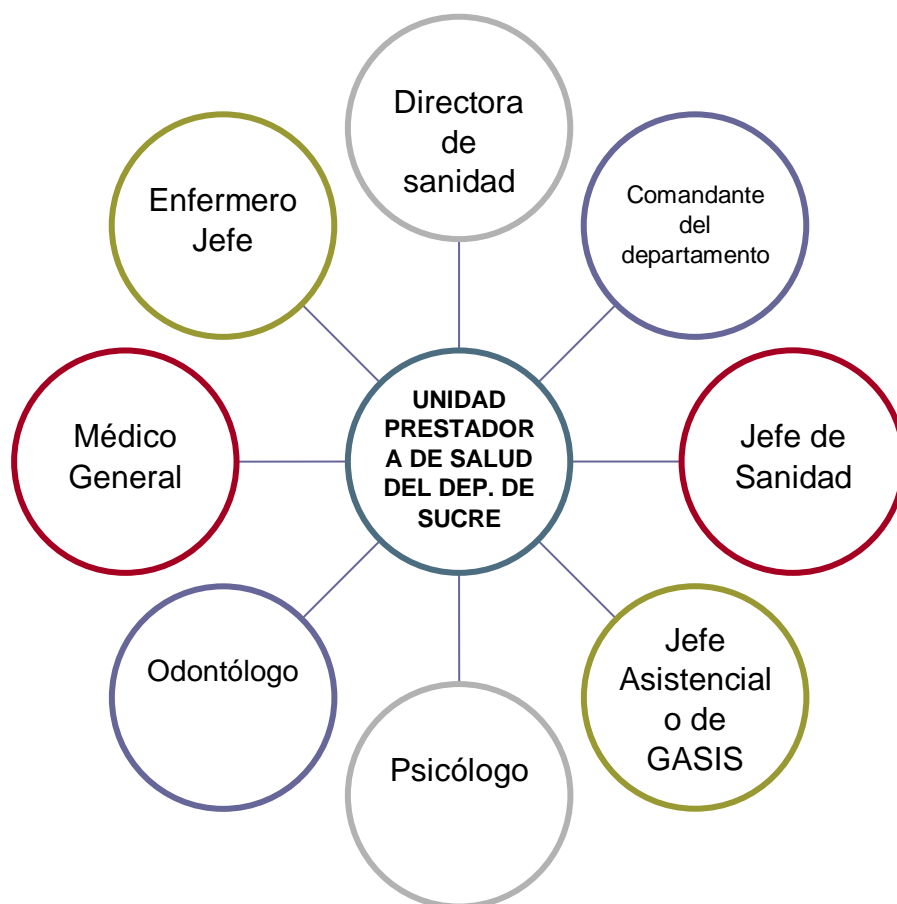 Directora
de
sanidad
Comandante
del
departamento
Jefe de
Sanidad
Jefe
Asistencial
o de
GASIS
Psicólogo
Odontólogo
Médico
General
Enfermero
Jefe
UNIDAD
PRESTADOR
A DE SALUD
DEL DEP. DE
SUCRE